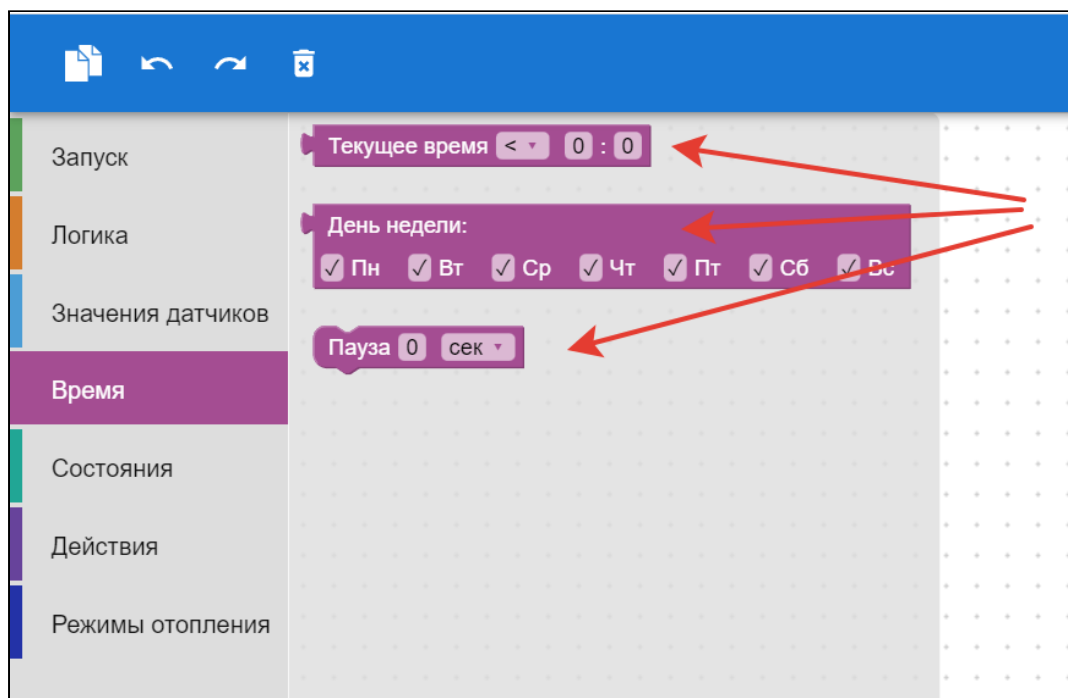 Запуск
Логика
Значения датчиков
Время
Состояния
Действия
Режимы отопления
Текущее время < 0 : 0
День недели:
Пн Вт Ср Чт Пт Сб Вс
Пауза 0 сек